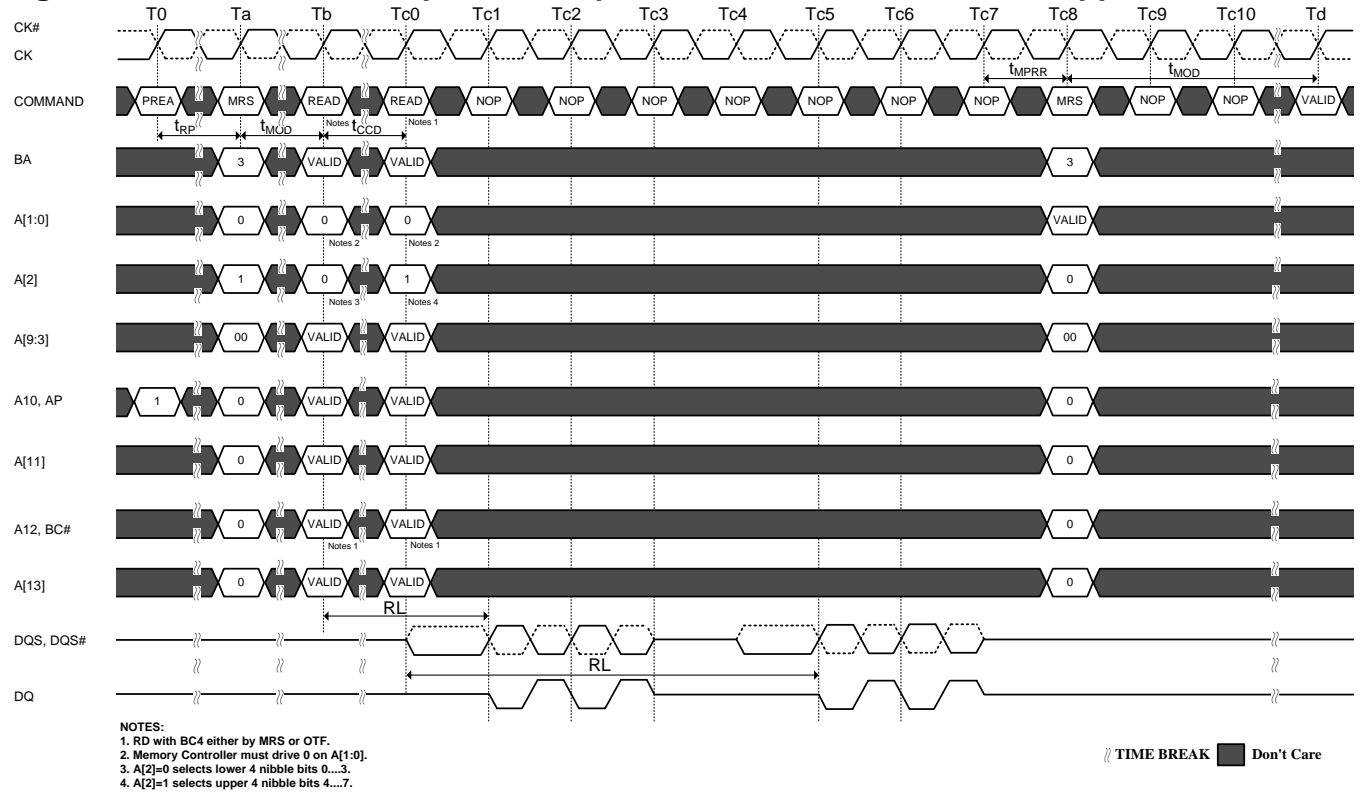 T0 Ta Tb Tc0 Tc1 Tc2 Tc3 Tc4 Tc5 Tc6 Tc7 Tc8 Tc9 Tc10 Td
CK#
CK
tMPRR tMOD
COMMAND PREA MRS READ READ NOP NOP NOP NOP NOP NOP NOP MRS NOP NOP VALID
Notes 1 Notes 1
tRP tMOD tCCD
BA 3 VALID VALID 3
A[1:0] 0 0 0 VALID
Notes 2 Notes 2
A[2] 1 0 1 0
Notes 3 Notes 4
A[9:3] 00 VALID VALID 00
A10, AP 1 0 VALID VALID 0
A[11] 0 VALID VALID 0
A12, BC# 0 VALID VALID 0
Notes 1 Notes 1
A[13] 0 VALID VALID 0
RL
DQS, DQS#
RL
DQ
NOTES:
1. RD with BC4 either by MRS or OTF.
2. Memory Controller must drive 0 on A[1:0].
3. A[2]=0 selects lower 4 nibble bits 0....3.
4. A[2]=1 selects upper 4 nibble bits 4....7.
TIME BREAK Don't Care